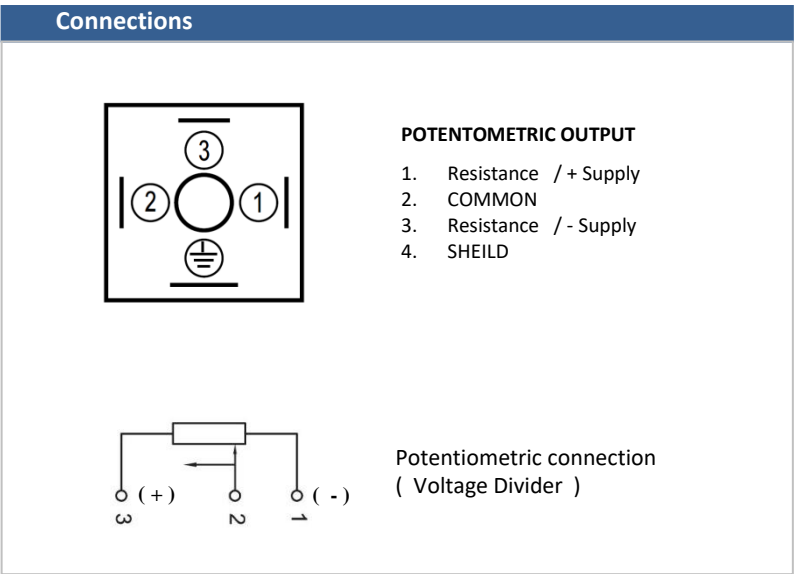 Connections
3
2
1
POTENTOMETRIC OUTPUT
1. Resistance / + Supply
2. COMMON
3. Resistance / - Supply
4. SHEILD
( + )
( - )
3
2
1
Potentiometric connection
( Voltage Divider )